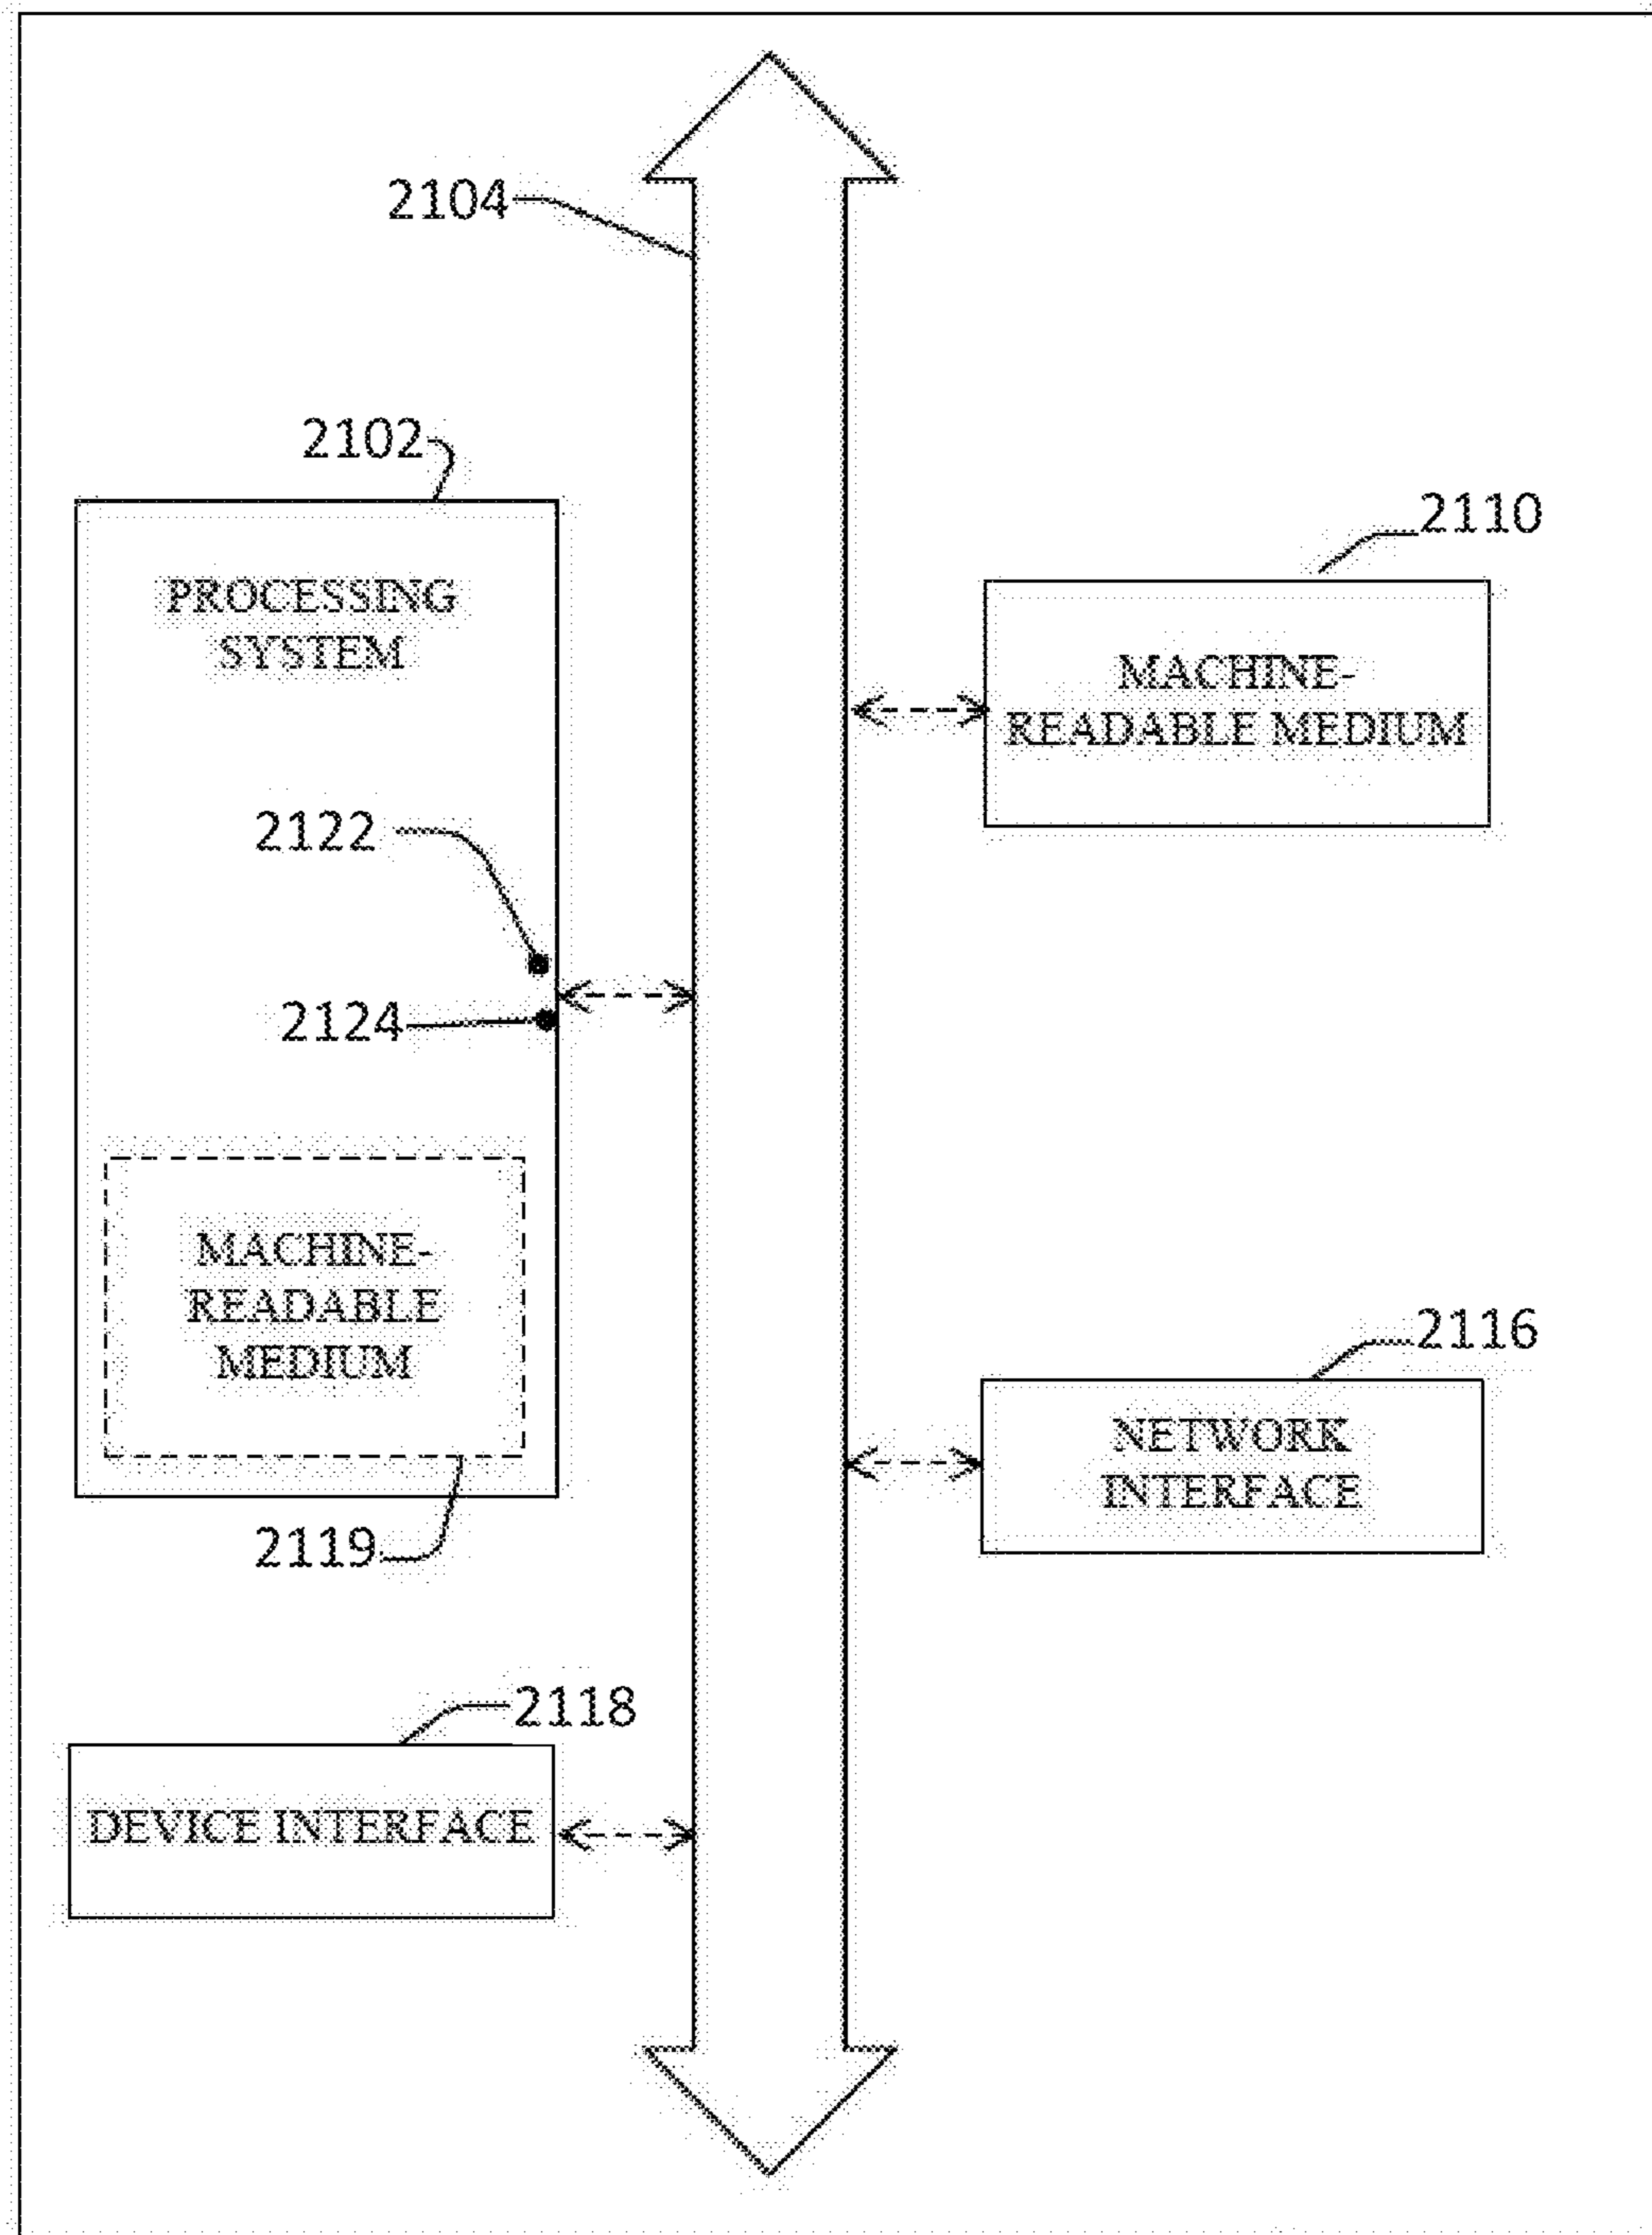 2104
2102
PROCESSING
SYSTEM
2122
2124
MACHINE-
READABLE
MEDIUM
2119
2118
DEVICE INTERFACE
2110
MACHINE-
READABLE MEDIUM
2116
NETWORK
INTERFACE